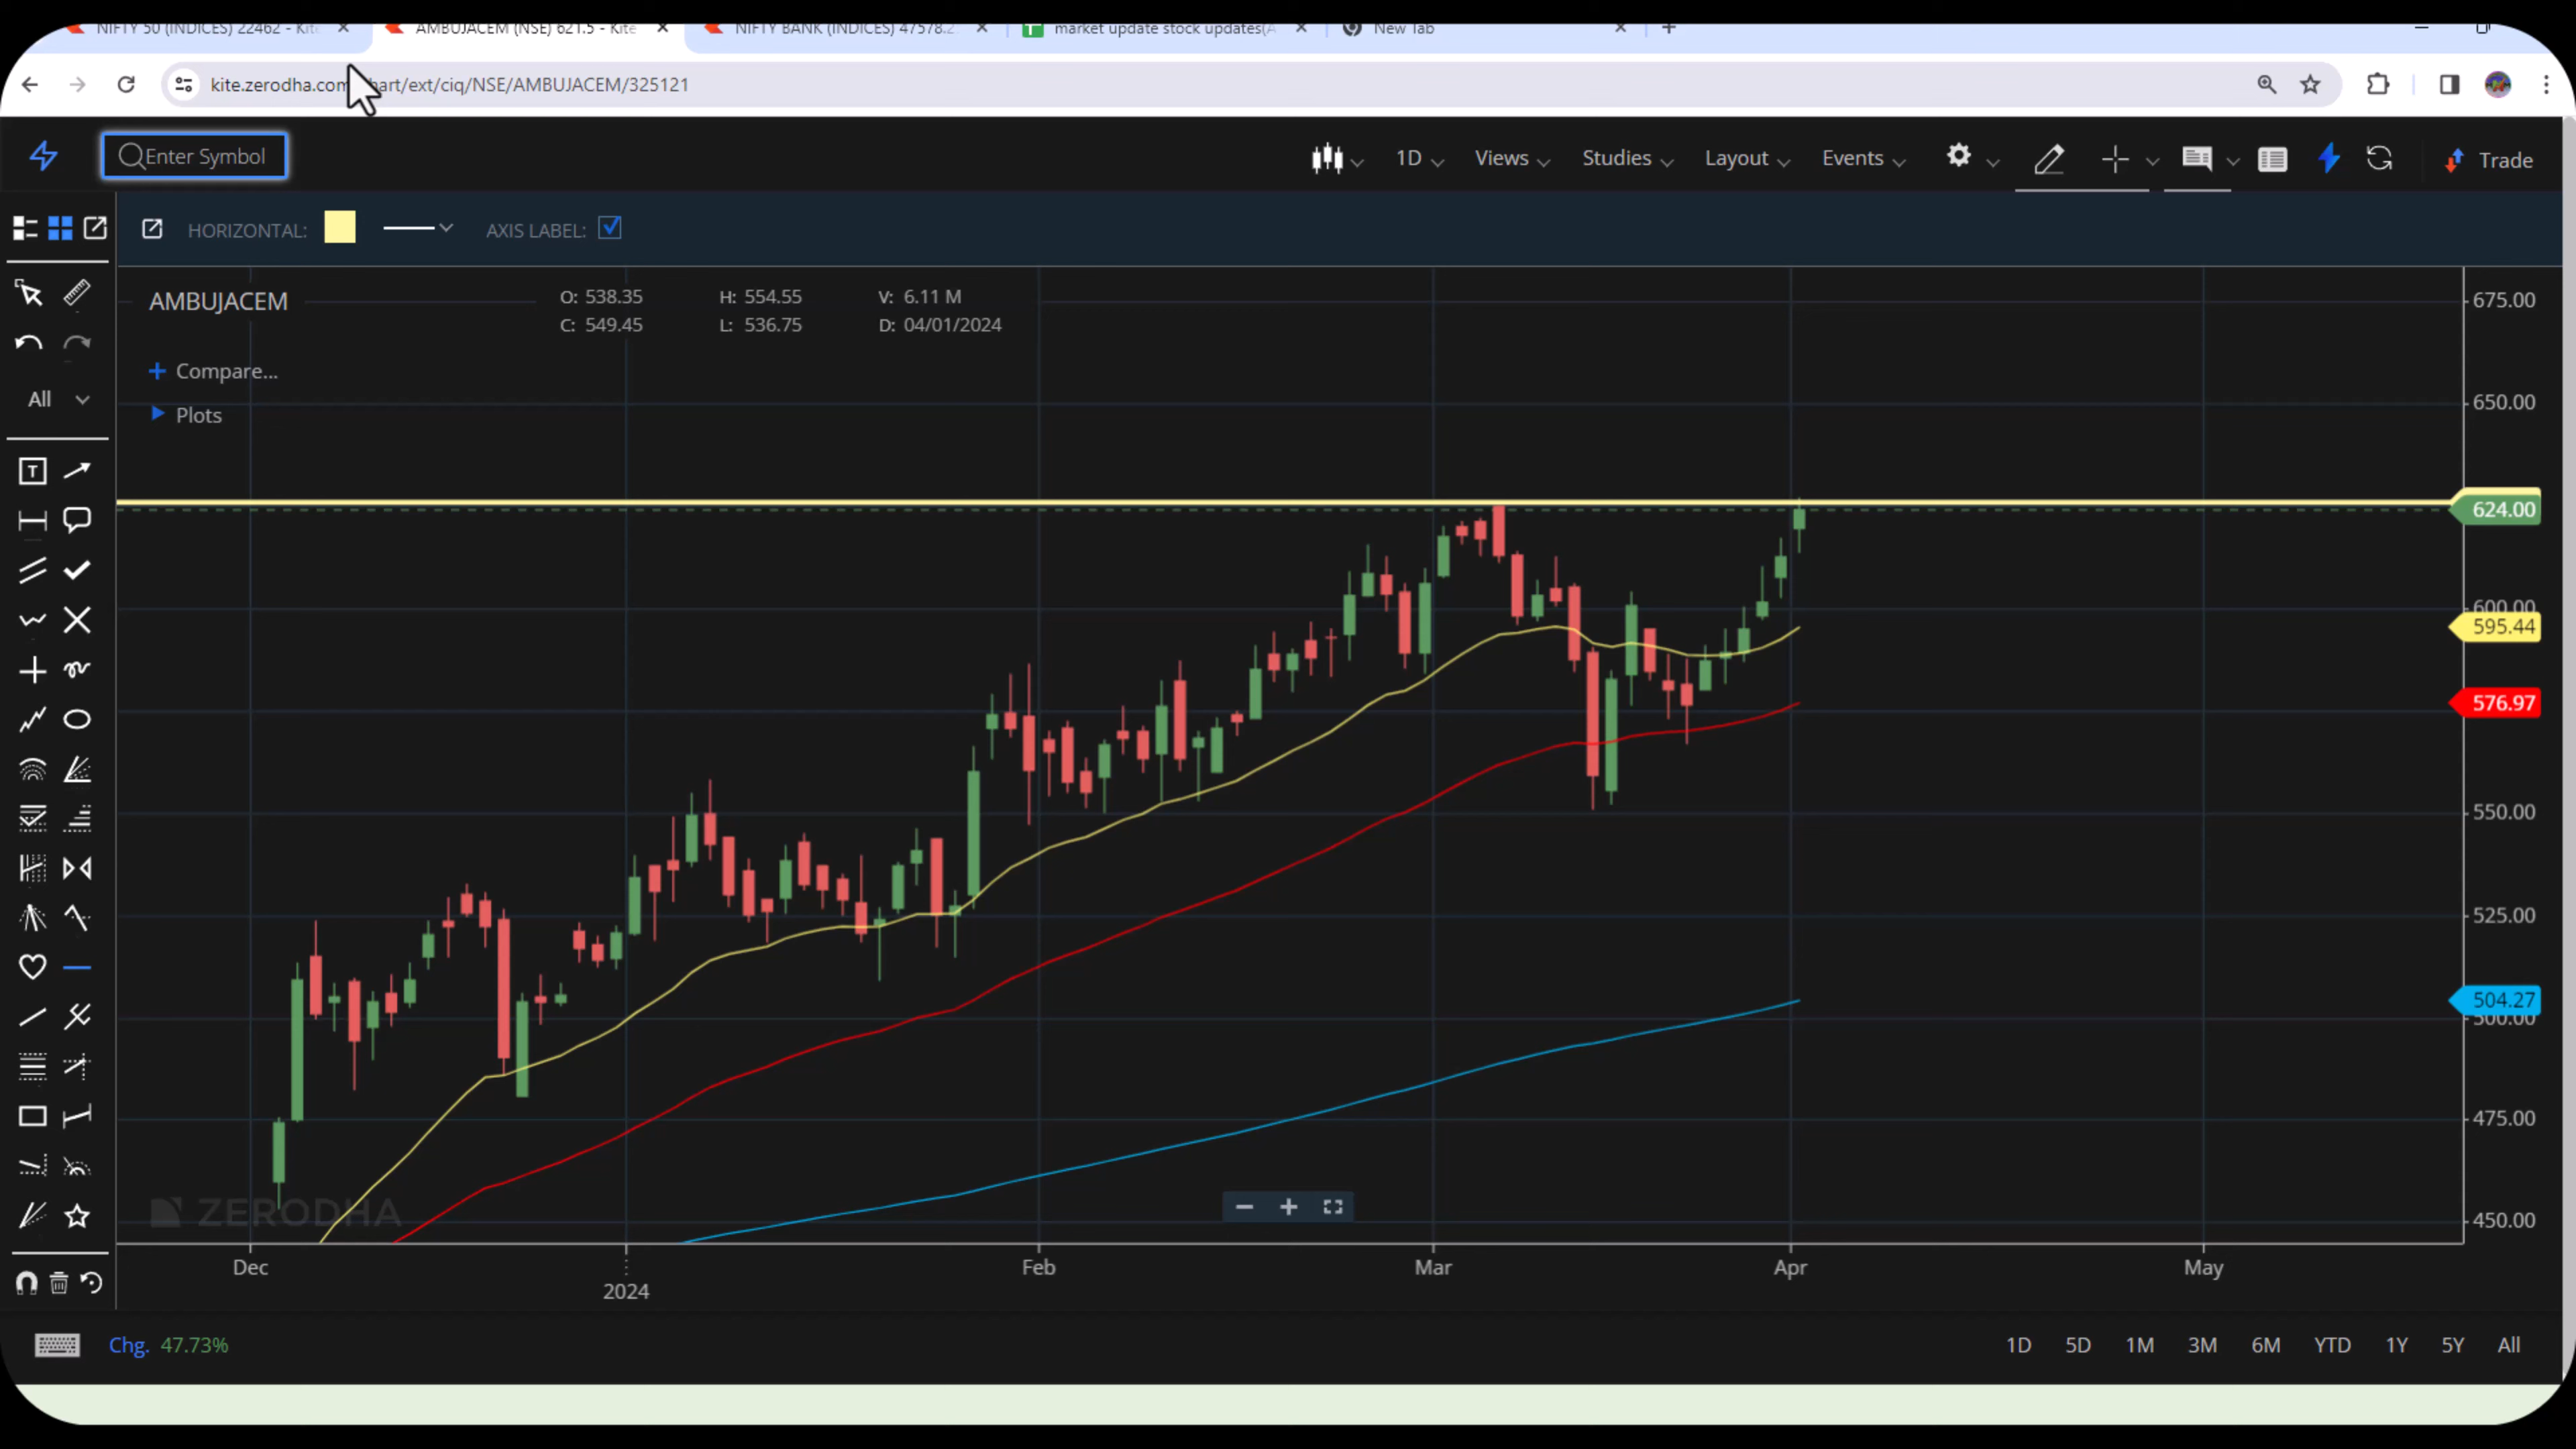 NIFTY 50 (INDICES) 22462 - Kite
AMBUJACEM (NSE) 621.5 - Kite
NIFTY BANK (INDICES) 47578.2
market update stock updates(A
New Tab
kite.zerodha.com hart/ext/ciq/NSE/AMBUJACEM/325121
Enter Symbol
1D
Views
Studies
Layout
Events
Trade
HORIZONTAL:
AXIS LABEL:
AMBUJACEM
O: 538.35
H: 554.55
V: 6.11 M
C: 549.45
L: 536.75
D: 04/01/2024
+ Compare...
Plots
All
T
675.00
650.00
624.00
600.00
595.44
576.97
550.00
525.00
504.27
500.00
475.00
450.00
ZERODHA
Dec
2024
Feb
Mar
Apr
May
Chg. 47.73%
1D
5D
1M
3M
6M
YTD
1Y
5Y
All